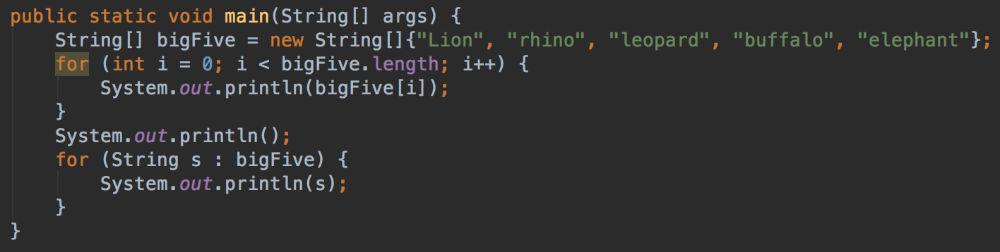 public static void main(String[] args) {
    String[] bigFive = new String[]{"Lion", "rhino", "leopard", "buffalo", "elephant"};
    for (int i = 0; i < bigFive.length; i++) {
        System.out.println(bigFive[i]);
    }
    System.out.println();
    for (String s : bigFive) {
        System.out.println(s);
    }
}